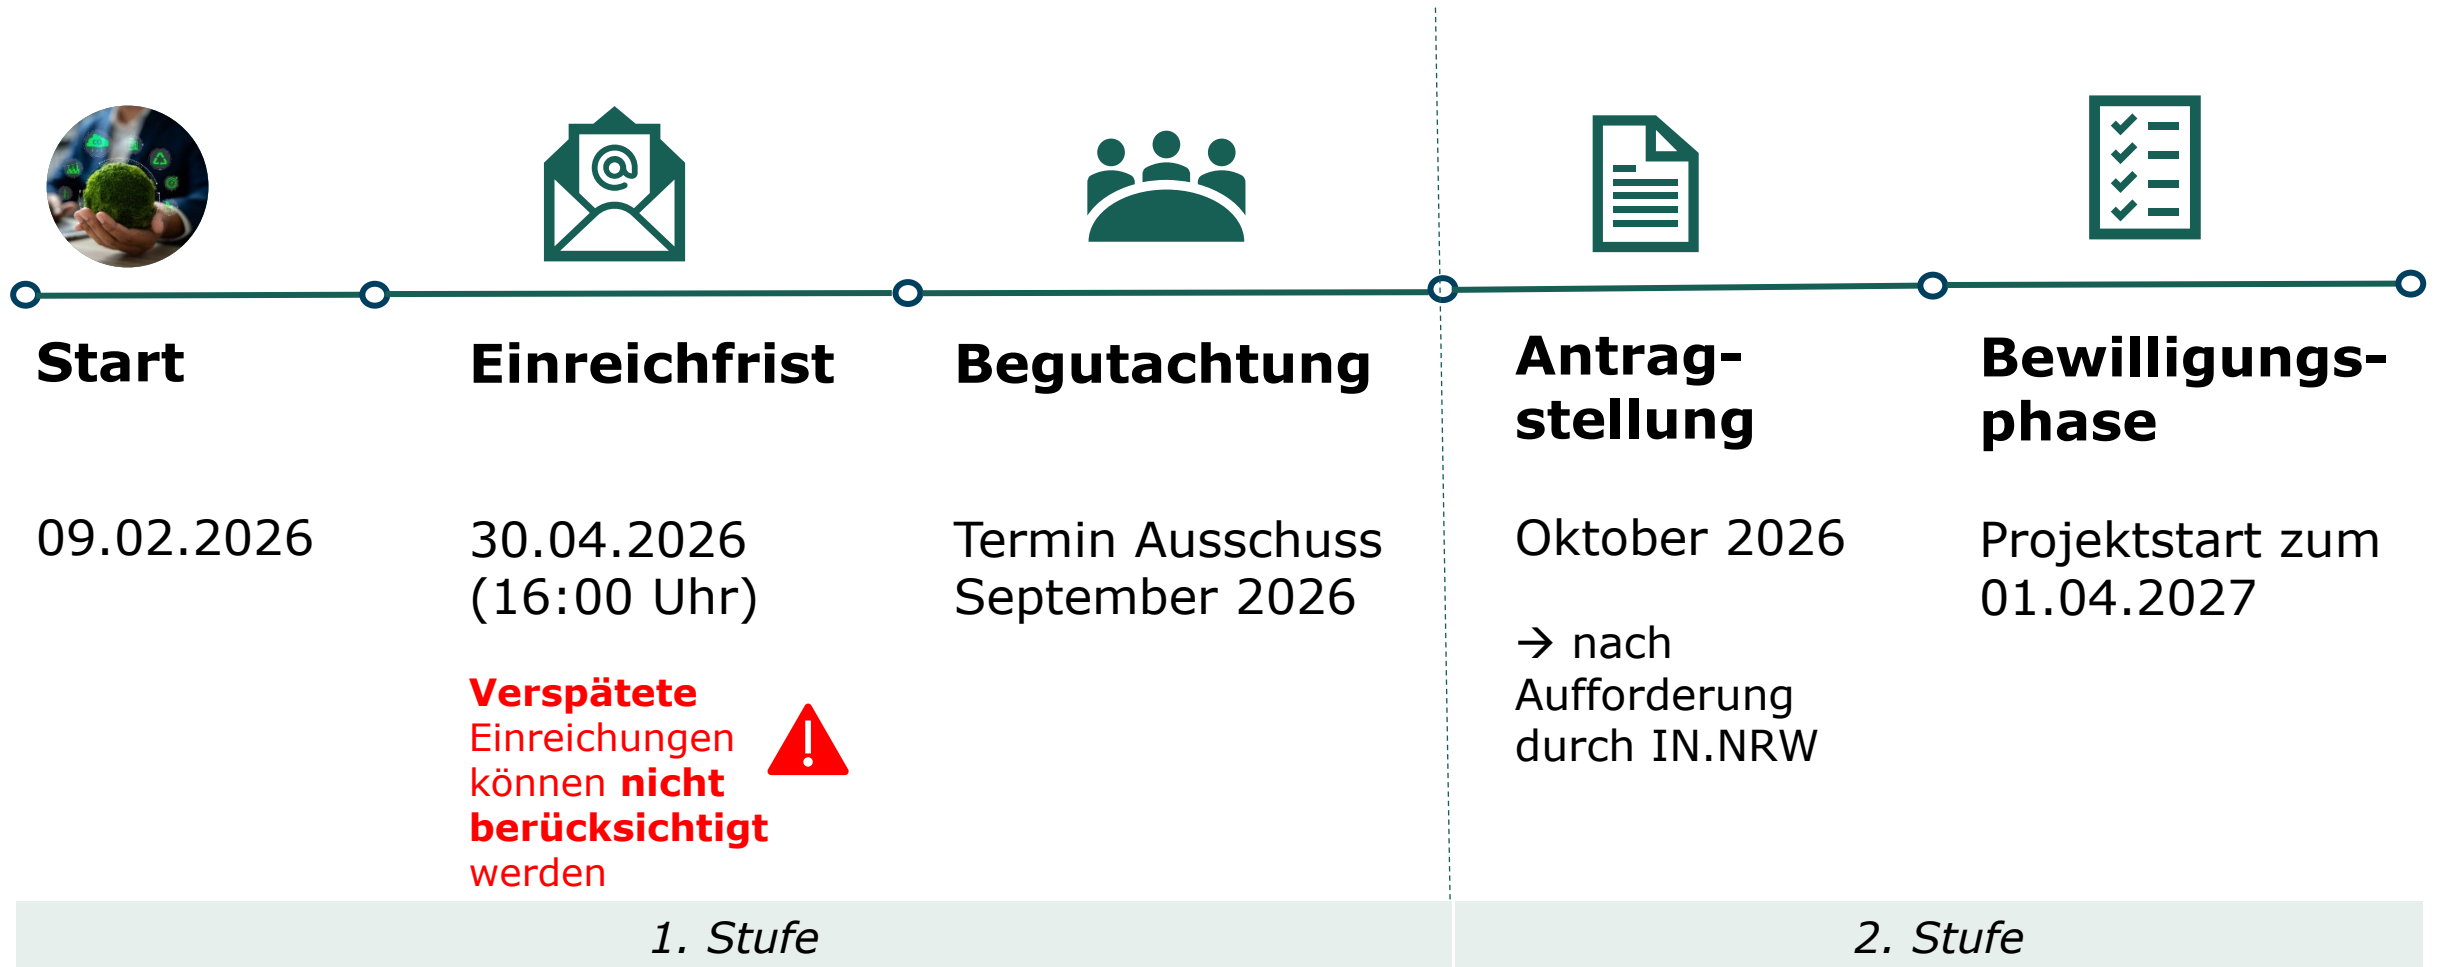 Start
09.02.2026
Einreichfrist
30.04.2026
(16:00 Uhr)
Verspätete
Einreichungen
können nicht
berücksichtigt
werden
Begutachtung
Termin Ausschuss
September 2026
Antrag-
stellung
Oktober 2026
→ nach
Aufforderung
durch IN.NRW
Bewilligungs-
phase
Projektstart zum
01.04.2027
1. Stufe
2. Stufe